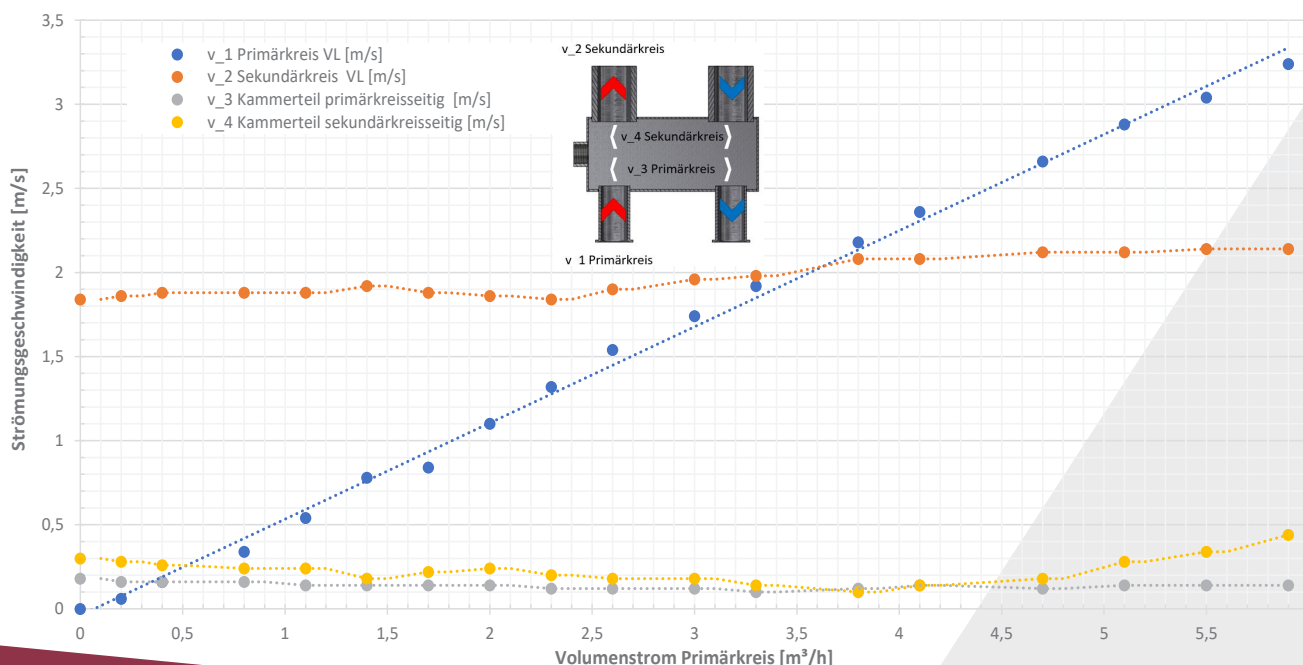 3,5
3
2,5
2
1,5
1
0,5
0
Strömungsgeschwindigkeit [m/s]
v_1 Primärkreis VL [m/s]
v_2 Sekundärkreis VL [m/s]
v_3 Kammerteil primärkreisseitig [m/s]
v_4 Kammerteil sekundärkreisseitig [m/s]
v_2 Sekundärkreis
v_4 Sekundärkreis
v_3 Primärkreis
v_1 Primärkreis
0 0,5 1 1,5 2 2,5 3 3,5 4 4,5 5 5,5
Volumenstrom Primärkreis [m³/h]